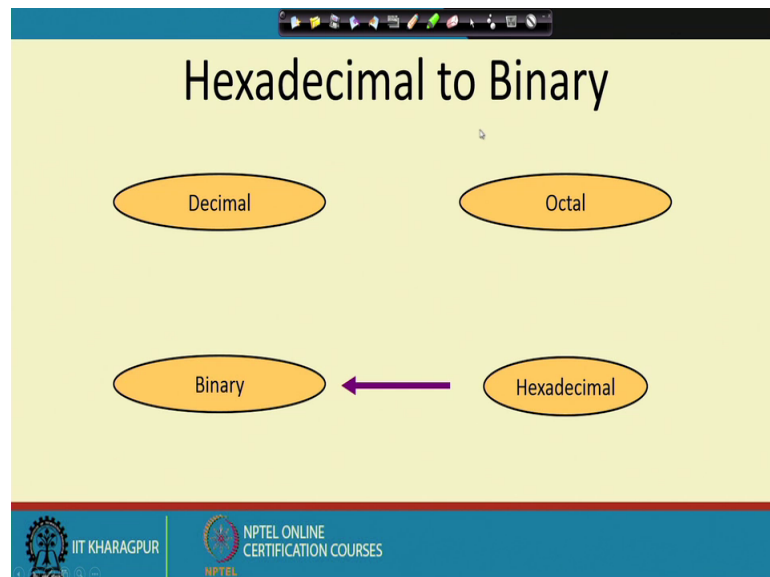 Hexadecimal to Binary
Decimal
Octal
Binary
Hexadecimal
IIT KHARAGPUR
NPTEL
NPTEL ONLINE
CERTIFICATION COURSES